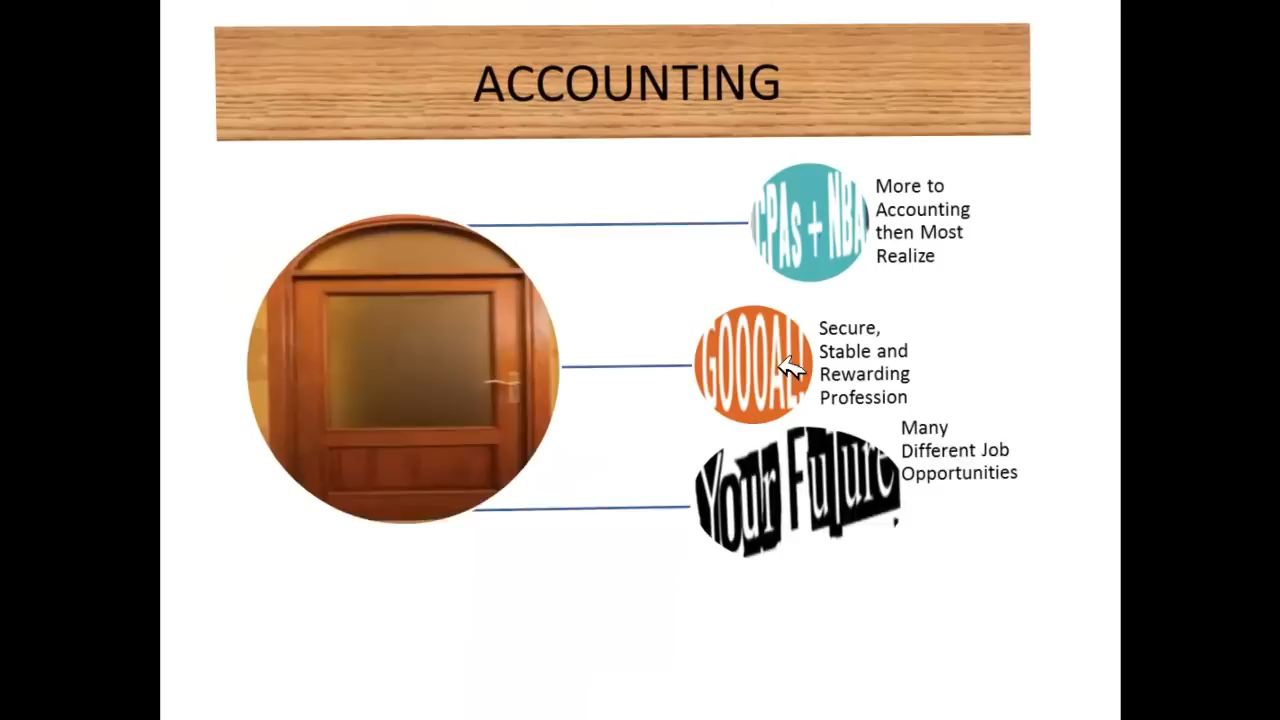 ACCOUNTING
CPAs + NBA
More to
Accounting
then Most
Realize
GOOOAL!
Secure,
Stable and
Rewarding
Profession
Your Future
Many
Different Job
Opportunities